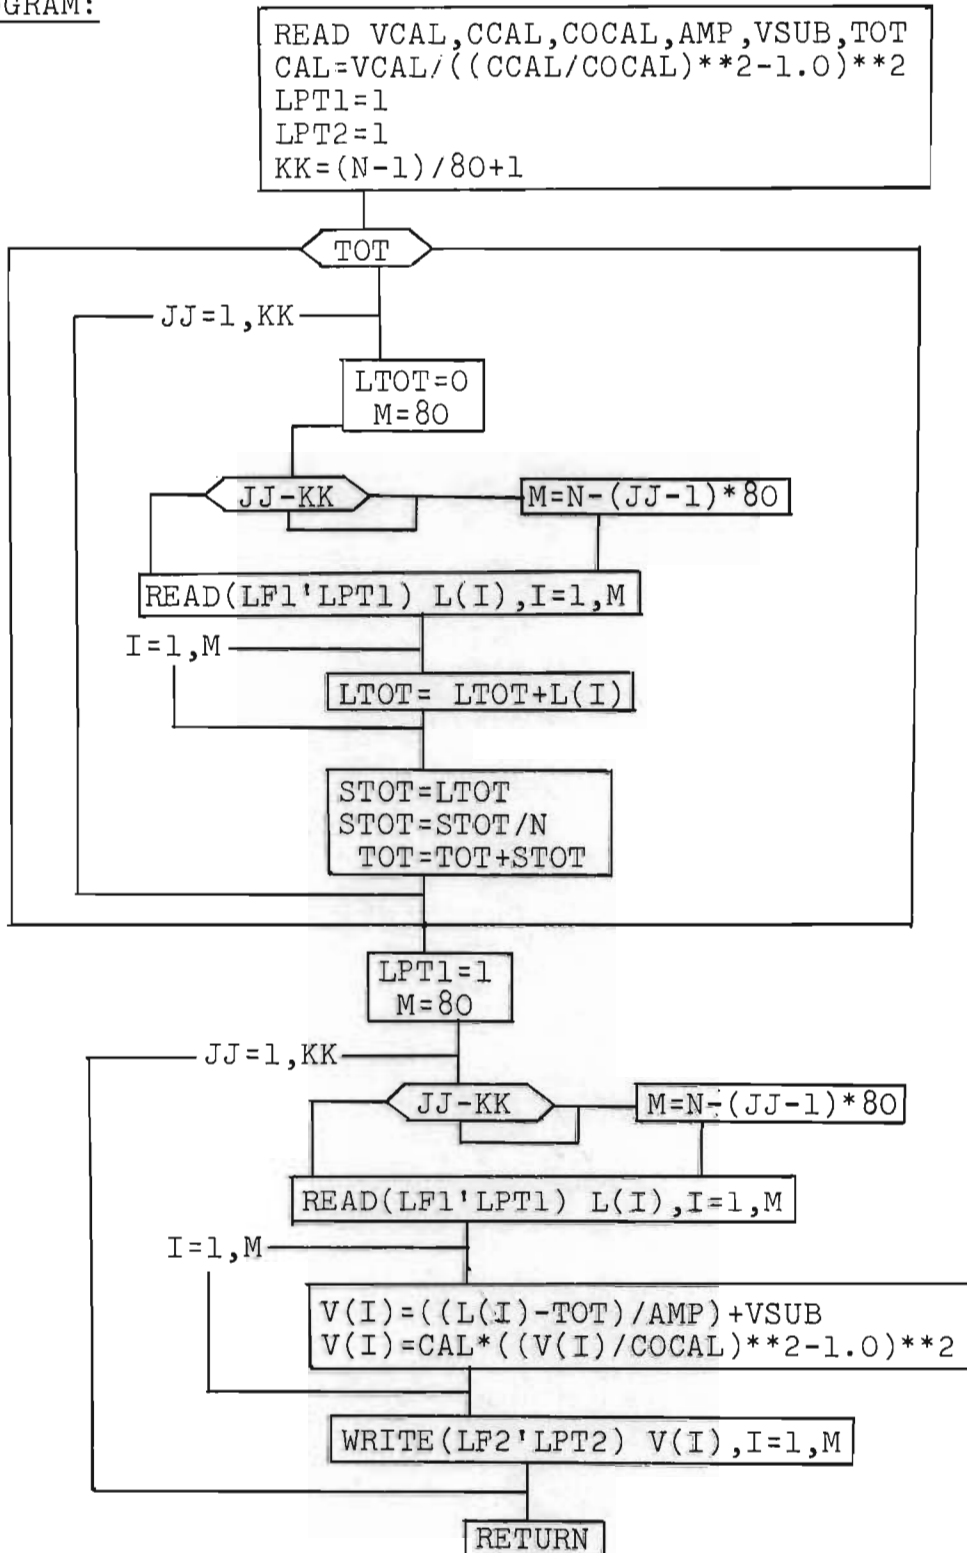 GRAM:
READ VCAL,CCAL,COCAL,AMP,VSUB,TOT
CAL=VCAL/((CCAL/COCAL)**2-1.0)**2
LPT1=1
LPT2=1
KK=(N-1)/80+1
TOT
JJ=1,KK
LTOT=0
M=80
JJ-KK
M=N-(JJ-1)*80
READ(LF1'LPT1) L(I),I=1,M
I=1,M
LTOT= LTOT+L(I)
STOT=LTOT
STOT=STOT/N
TOT=TOT+STOT
LPT1=1
M=80
JJ=1,KK
JJ-KK
M=N-(JJ-1)*80
READ(LF1'LPT1) L(I),I=1,M
I=1,M
V(I)=((L(I)-TOT)/AMP)+VSUB
V(I)=CAL*((V(I)/COCAL)**2-1.0)**2
WRITE(LF2'LPT2) V(I),I=1,M
RETURN